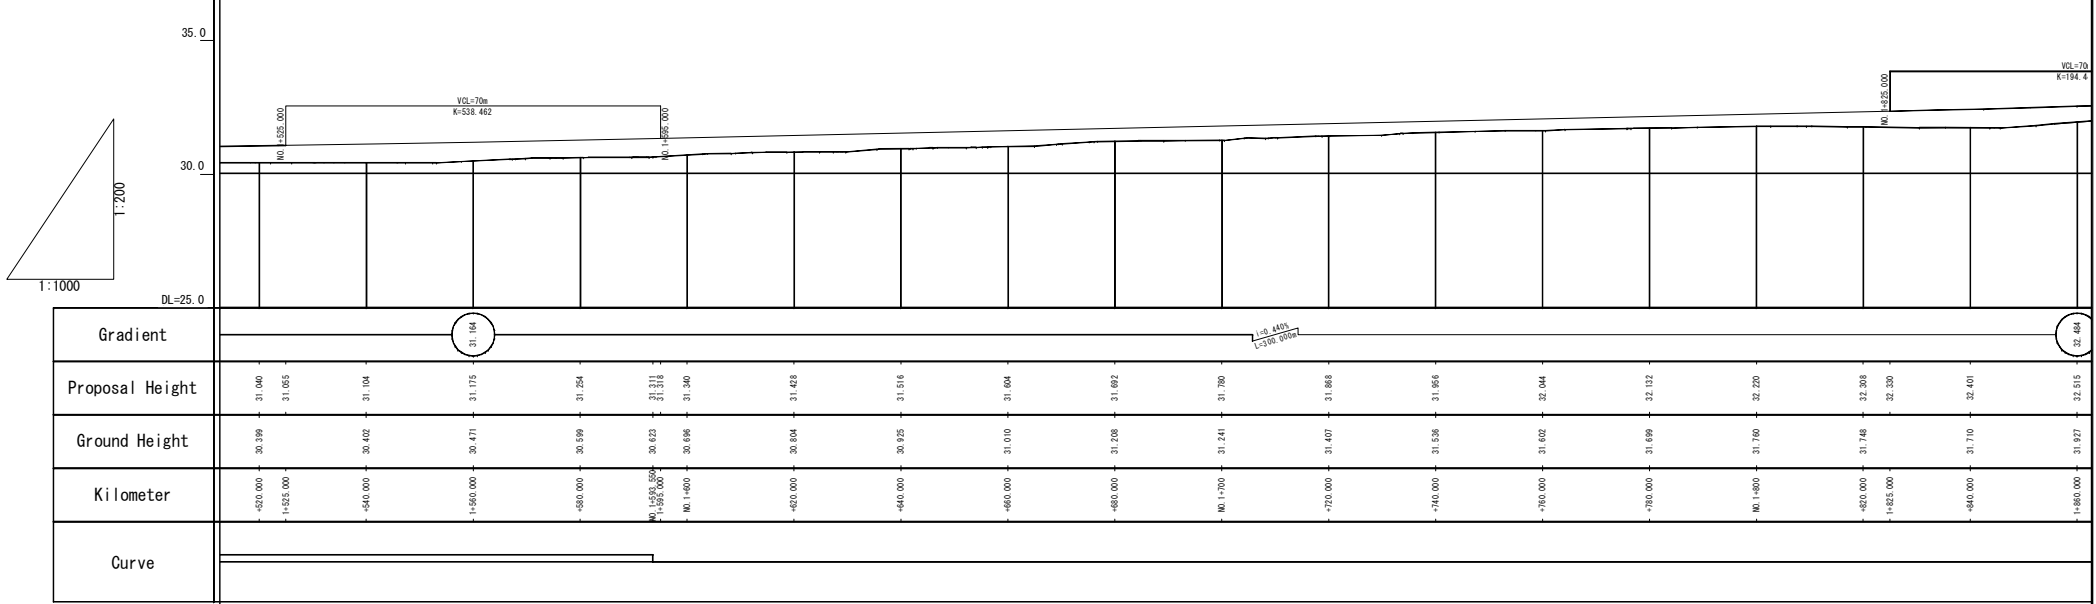 35.0
30.0
DL=25.0
1:200
1:1000
NO.1+525.000
VCL=70m
K=538.462
NO.1+595.000
NO.1+825.000
VCL=70
K=194.4
Gradient
31.164
i=0.440%
L=300.000m
32.484
Proposal Height
31.040 31.055 31.104 31.175 31.254 31.311 31.318 31.340 31.428 31.516 31.604 31.692 31.780 31.868 31.956 32.044 32.132 32.220 32.308 32.330 32.401 32.515
Ground Height
30.399 30.402 30.471 30.599 30.623 30.696 30.804 30.925 31.010 31.208 31.241 31.407 31.536 31.602 31.699 31.760 31.748 31.710 31.927
Kilometer
+520.000 1+525.000 +540.000 1+560.000 +580.000 NO.1+593.550 1+595.000 NO.1+600 +620.000 +640.000 +660.000 +680.000 NO.1+700 +720.000 +740.000 +760.000 +780.000 NO.1+800 +820.000 1+825.000 +840.000 1+860.000
Curve